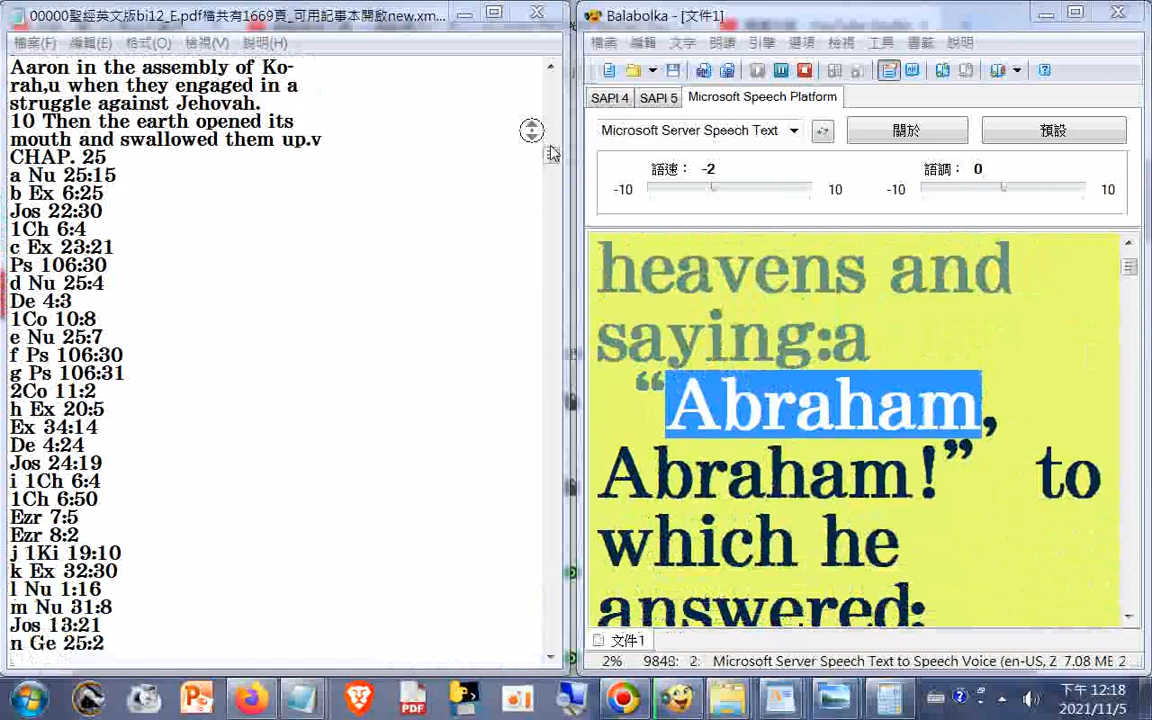 00000聖經英文版bi12_E.pdf檔共有1669頁_可用記事本開啟new.xm...
檔案(F) 編輯(E) 格式(O) 檢視(V) 說明(H)
Aaron in the assembly of Ko-
rah,u when they engaged in a
struggle against Jehovah.
10 Then the earth opened its
mouth and swallowed them up.v
CHAP. 25
a Nu 25:15
b Ex 6:25
Jos 22:30
1Ch 6:4
c Ex 23:21
Ps 106:30
d Nu 25:4
De 4:3
1Co 10:8
e Nu 25:7
f Ps 106:30
g Ps 106:31
2Co 11:2
h Ex 20:5
Ex 34:14
De 4:24
Jos 24:19
i 1Ch 6:4
1Ch 6:50
Ezr 7:5
Ezr 8:2
j 1Ki 19:10
k Ex 32:30
l Nu 1:16
m Nu 31:8
Jos 13:21
n Ge 25:2
Balabolka - [文件1]
檔案 編輯 文字 朗讀 引擎 選項 檢視 工具 書籤 說明
SAPI 4 SAPI 5 Microsoft Speech Platform
Microsoft Server Speech Text 關於 預設
語速： -2 語調： 0
-10 10 -10 10
heavens and
saying:a
“Abraham,
Abraham!” to
which he
answered:
文件1
2% 9848: 2: Microsoft Server Speech Text to Speech Voice (en-US, Z 7.08 MB 2
PDF
下午 12:18
2021/11/5